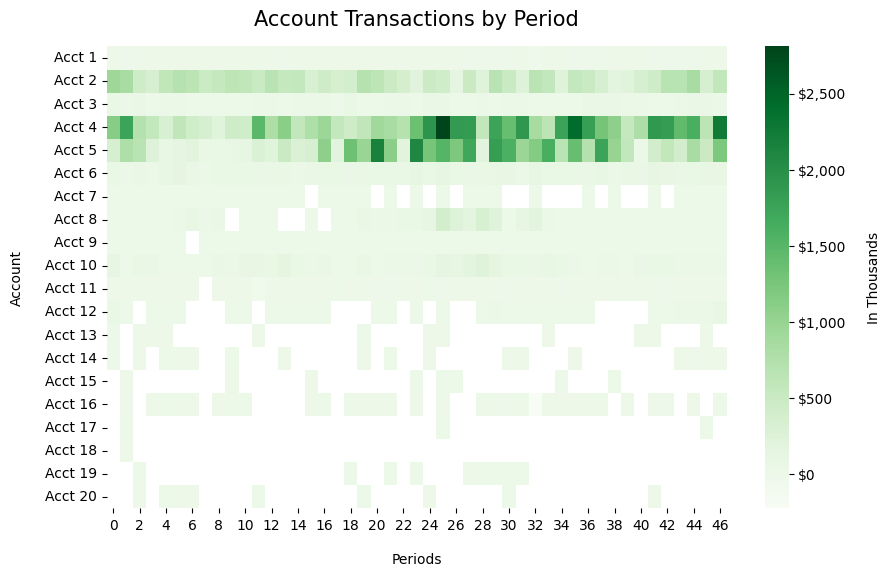 Account Transactions by Period
Acct 1
Acct 2
Acct 3
Acct 4
Acct 5
Acct 6
Acct 7
Acct 8
Acct 9
Acct 10
Acct 11
Acct 12
Acct 13
Acct 14
Acct 15
Acct 16
Acct 17
Acct 18
Acct 19
Acct 20
Account
0 2 4 6 8 10 12 14 16 18 20 22 24 26 28 30 32 34 36 38 40 42 44 46
Periods
$2,500
$2,000
$1,500
$1,000
$500
$0
In Thousands